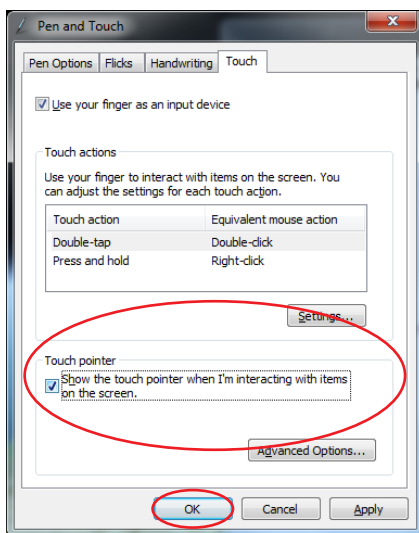 Pen and Touch
Pen Options Flicks Handwriting Touch
Use your finger as an input device
Touch actions
Use your finger to interact with items on the screen. You
can adjust the settings for each touch action.
Touch action Equivalent mouse action
Double-tap Double-click
Press and hold Right-click
Settings...
Touch pointer
Show the touch pointer when I'm interacting with items
on the screen.
Advanced Options...
OK Cancel Apply